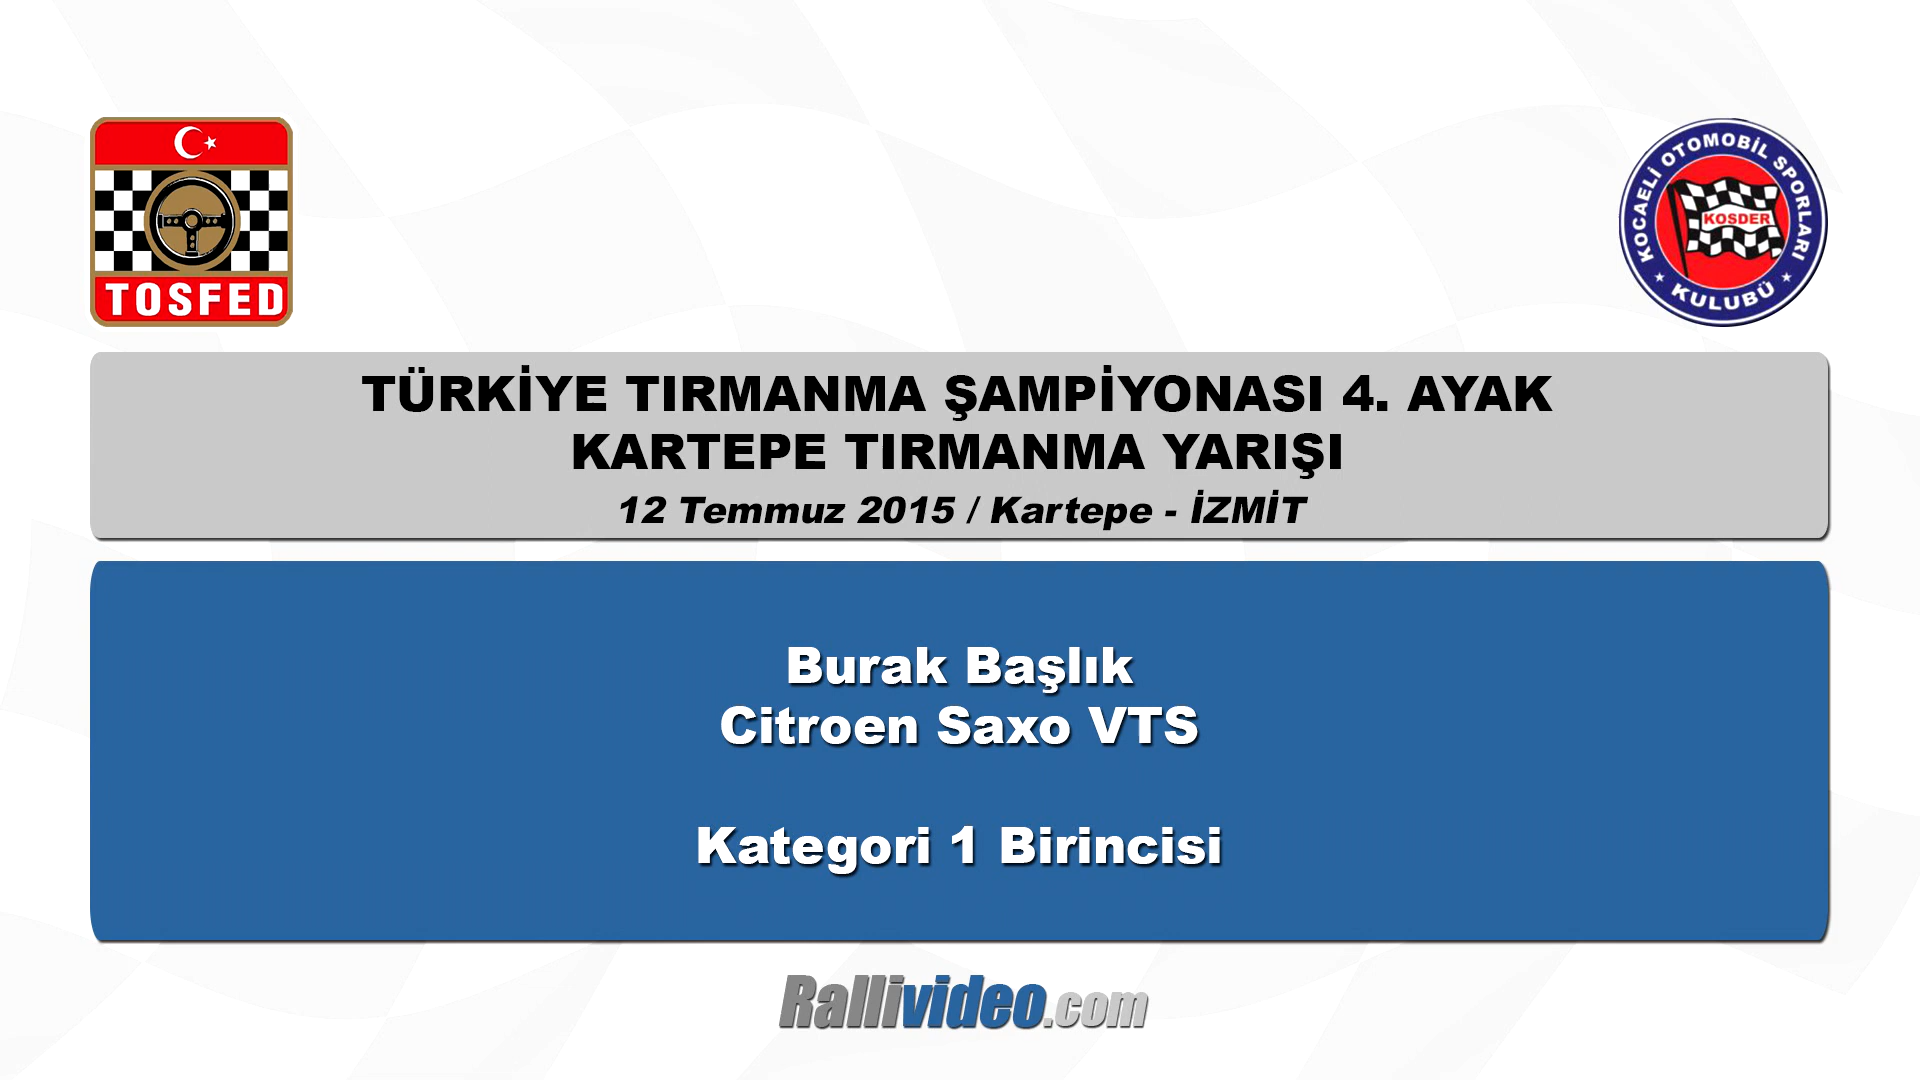 TOSFED
KOCAELİ OTOMOBİL SPORLARI
KOSDER
KULUBÜ
TÜRKİYE TIRMANMA ŞAMPİYONASI 4. AYAK
KARTEPE TIRMANMA YARIŞI
12 Temmuz 2015 / Kartepe - İZMİT
Burak Başlık
Citroen Saxo VTS
Kategori 1 Birincisi
Rallivideo.com